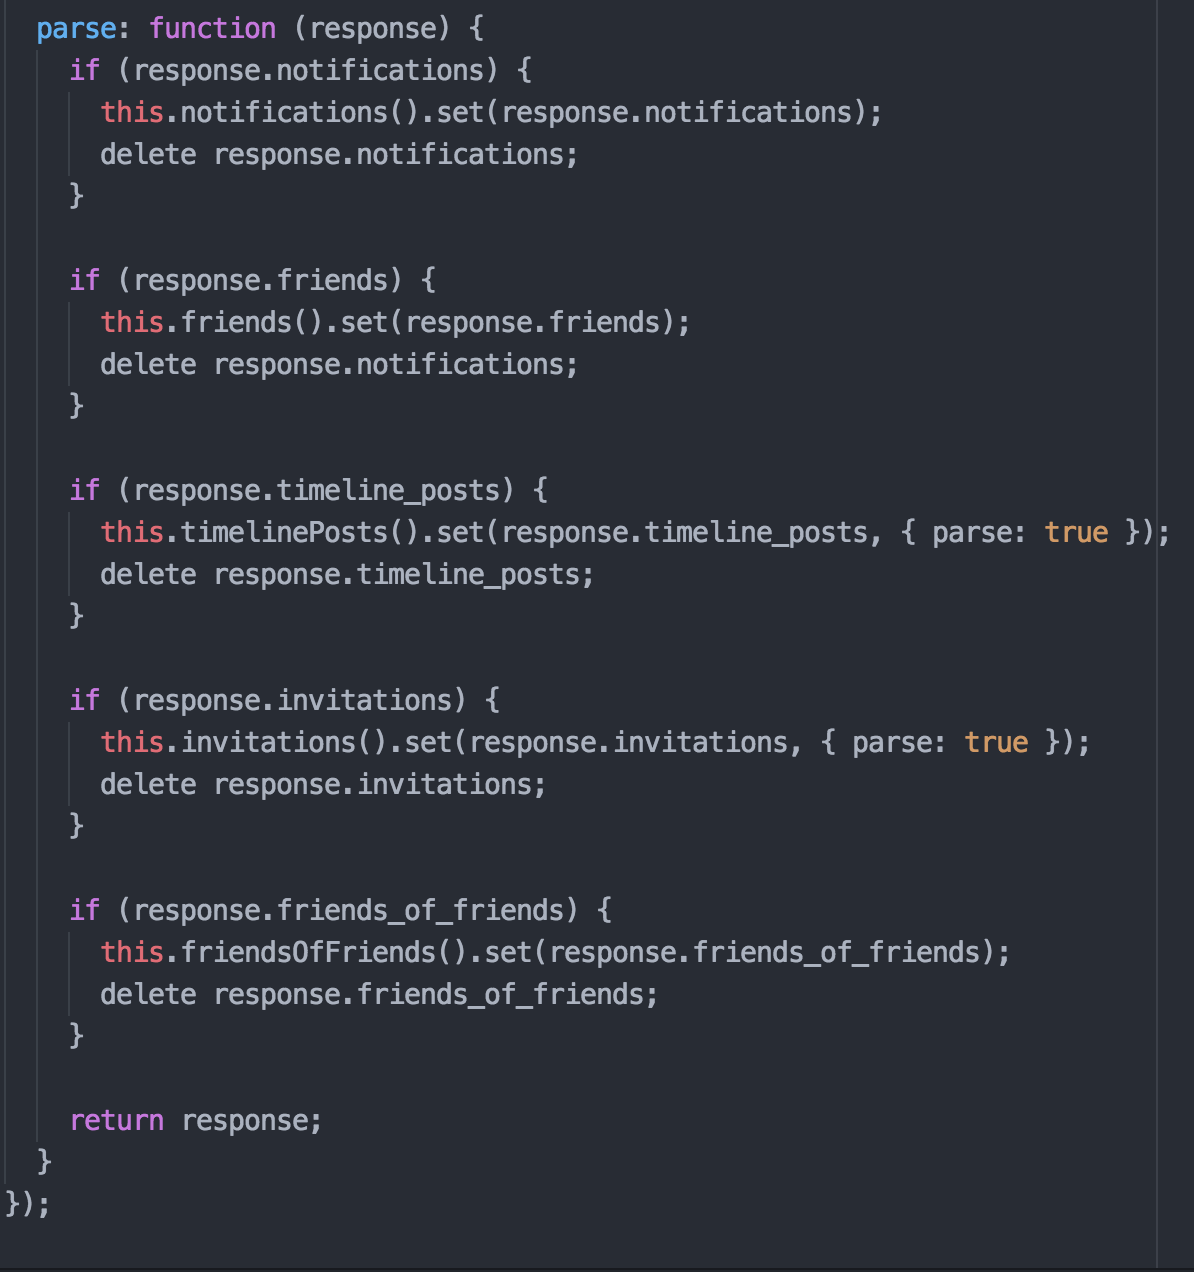 parse: function (response) {
  if (response.notifications) {
    this.notifications().set(response.notifications);
    delete response.notifications;
  }

  if (response.friends) {
    this.friends().set(response.friends);
    delete response.notifications;
  }

  if (response.timeline_posts) {
    this.timelinePosts().set(response.timeline_posts, { parse: true });
    delete response.timeline_posts;
  }

  if (response.invitations) {
    this.invitations().set(response.invitations, { parse: true });
    delete response.invitations;
  }

  if (response.friends_of_friends) {
    this.friendsOfFriends().set(response.friends_of_friends);
    delete response.friends_of_friends;
  }

  return response;
}
});